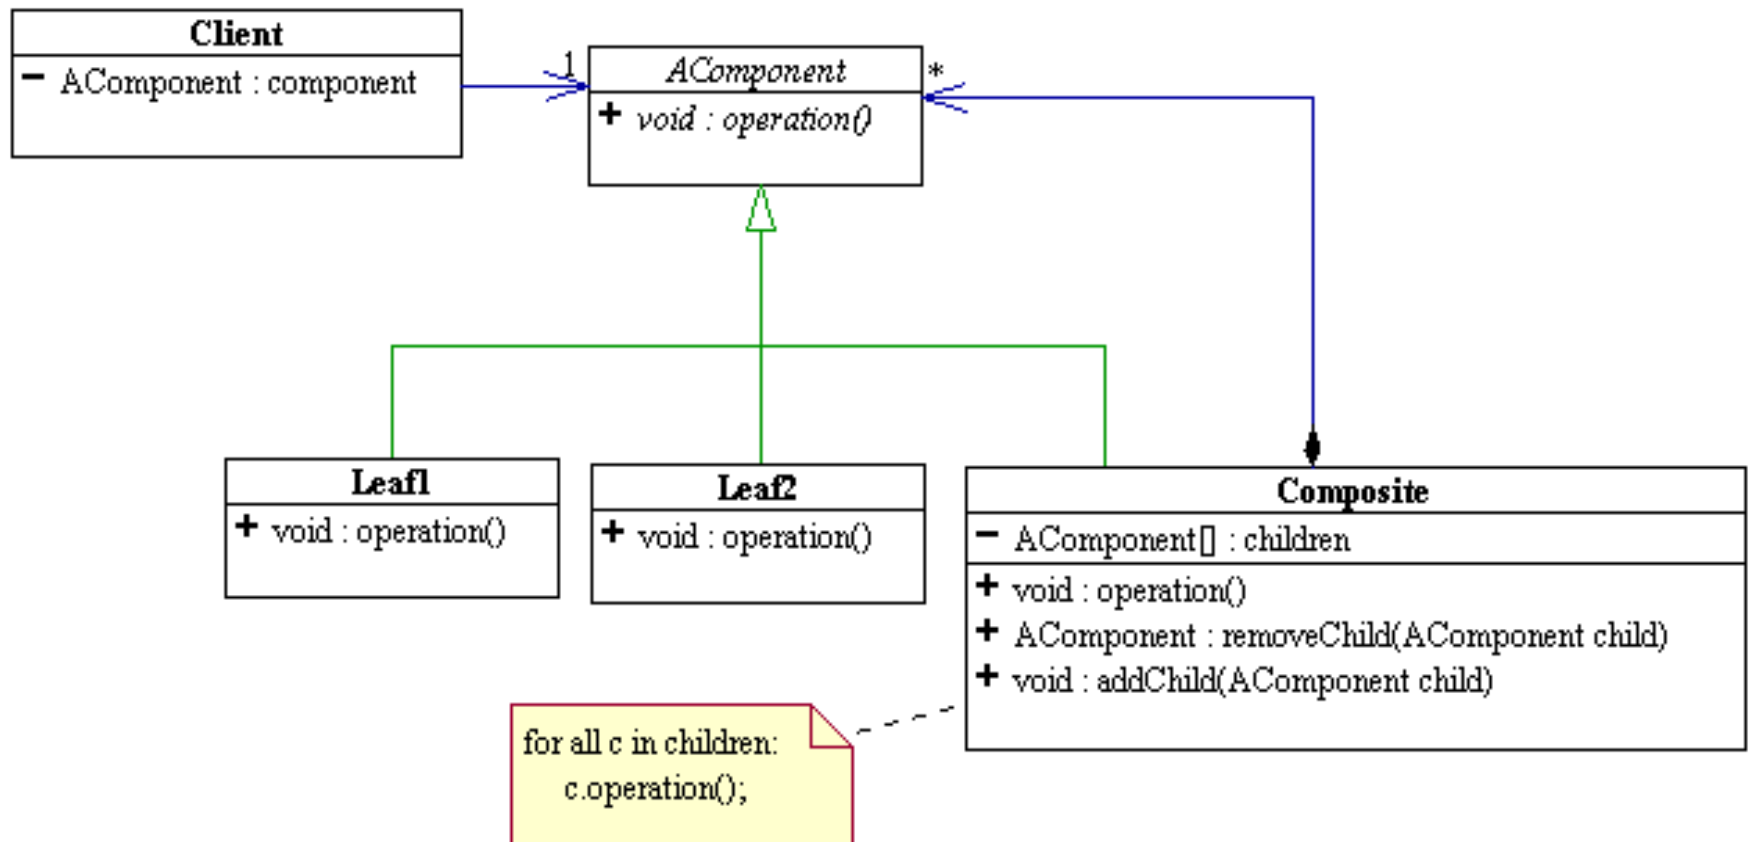 Client
− AComponent : component
1
AComponent
+ void : operation()
*
Leaf1
+ void : operation()
Leaf2
+ void : operation()
Composite
− AComponent[] : children
+ void : operation()
+ AComponent : removeChild(AComponent child)
+ void : addChild(AComponent child)
for all c in children:
c.operation();